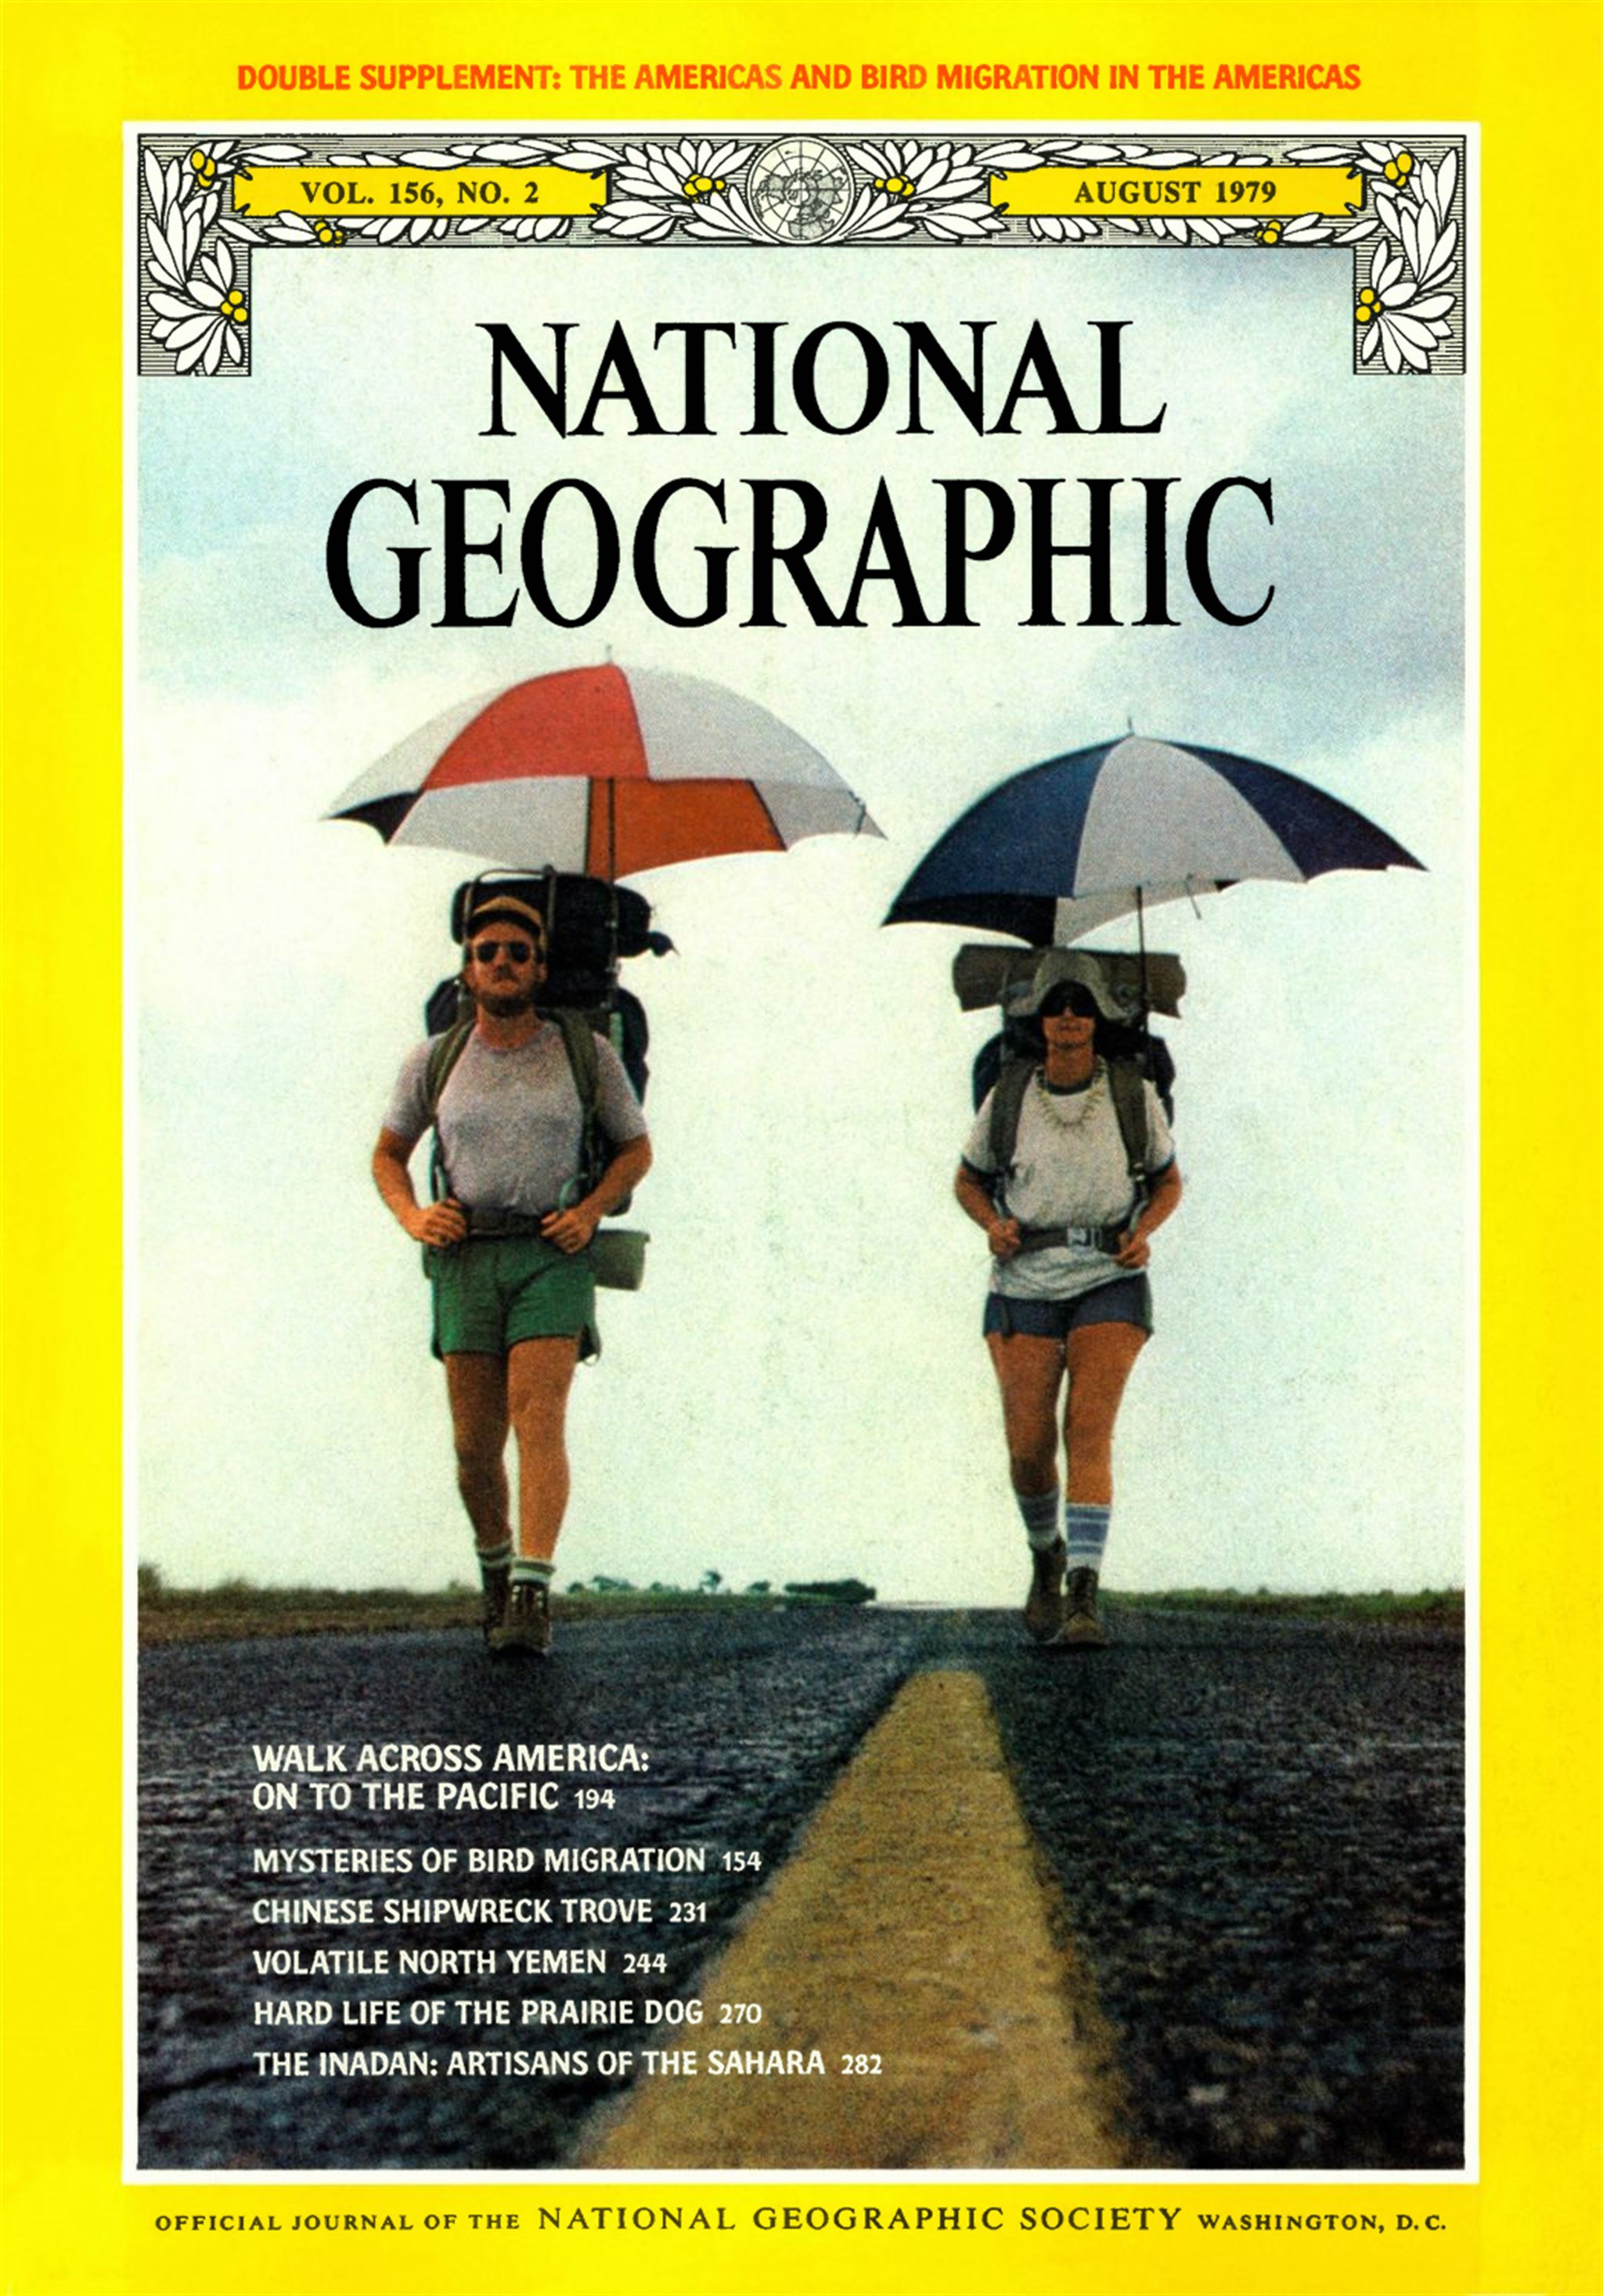 DOUBLE SUPPLEMENT: THE AMERICAS AND BIRD MIGRATION IN THE AMERICAS
VOL. 156, NO. 2
AUGUST 1979
NATIONAL
GEOGRAPHIC
WALK ACROSS AMERICA:
ON TO THE PACIFIC 194
MYSTERIES OF BIRD MIGRATION 154
CHINESE SHIPWRECK TROVE 231
VOLATILE NORTH YEMEN 244
HARD LIFE OF THE PRAIRIE DOG 270
THE INADAN: ARTISANS OF THE SAHARA 282
OFFICIAL JOURNAL OF THE NATIONAL GEOGRAPHIC SOCIETY WASHINGTON, D.C.